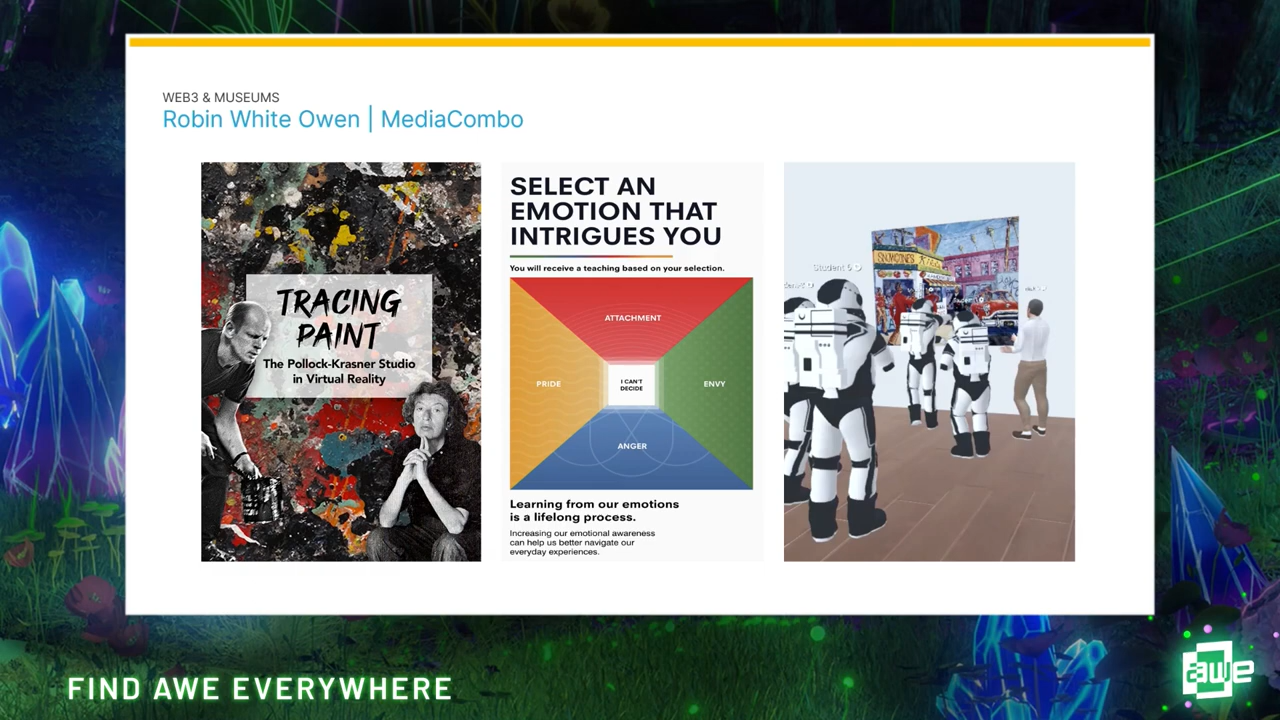 WEB3 & MUSEUMS
Robin White Owen | MediaCombo
TRACING
PAINT
The Pollock-Krasner Studio
in Virtual Reality
SELECT AN
EMOTION THAT
INTRIGUES YOU
You will receive a teaching based on your selection.
ATTACHMENT
PRIDE
I CAN'T
DECIDE
ENVY
ANGER
Learning from our emotions
is a lifelong process.
Increasing our emotional awareness
can help us better navigate our
everyday experiences.
Student
FIND AWE EVERYWHERE
awe